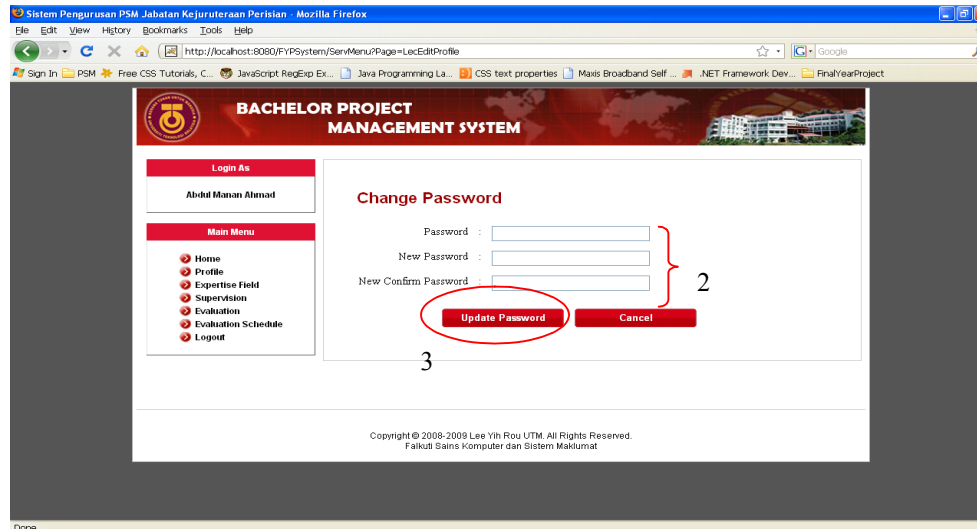 Sistem Pengurusan PSM Jabatan Kejuruteraan Perisian - Mozilla Firefox
File Edit View History Bookmarks Tools Help
http://localhost:8080/FYPSystem/ServMenu?Page=LecEditProfile
Google
Sign In PSM Free CSS Tutorials, C... JavaScript RegExp Ex... Java Programming La... CSS text properties Maxis Broadband Self ... .NET Framework Dev... FinalYearProject
BACHELOR PROJECT
MANAGEMENT SYSTEM
Login As
Abdul Manan Ahmad
Main Menu
Home
Profile
Expertise Field
Supervision
Evaluation
Evaluation Schedule
Logout
Change Password
Password :
New Password :
New Confirm Password :
2
Update Password Cancel
3
Copyright © 2008-2009 Lee Yih Rou UTM. All Rights Reserved.
Falkuti Sains Komputer dan Sistem Maklumat
Done